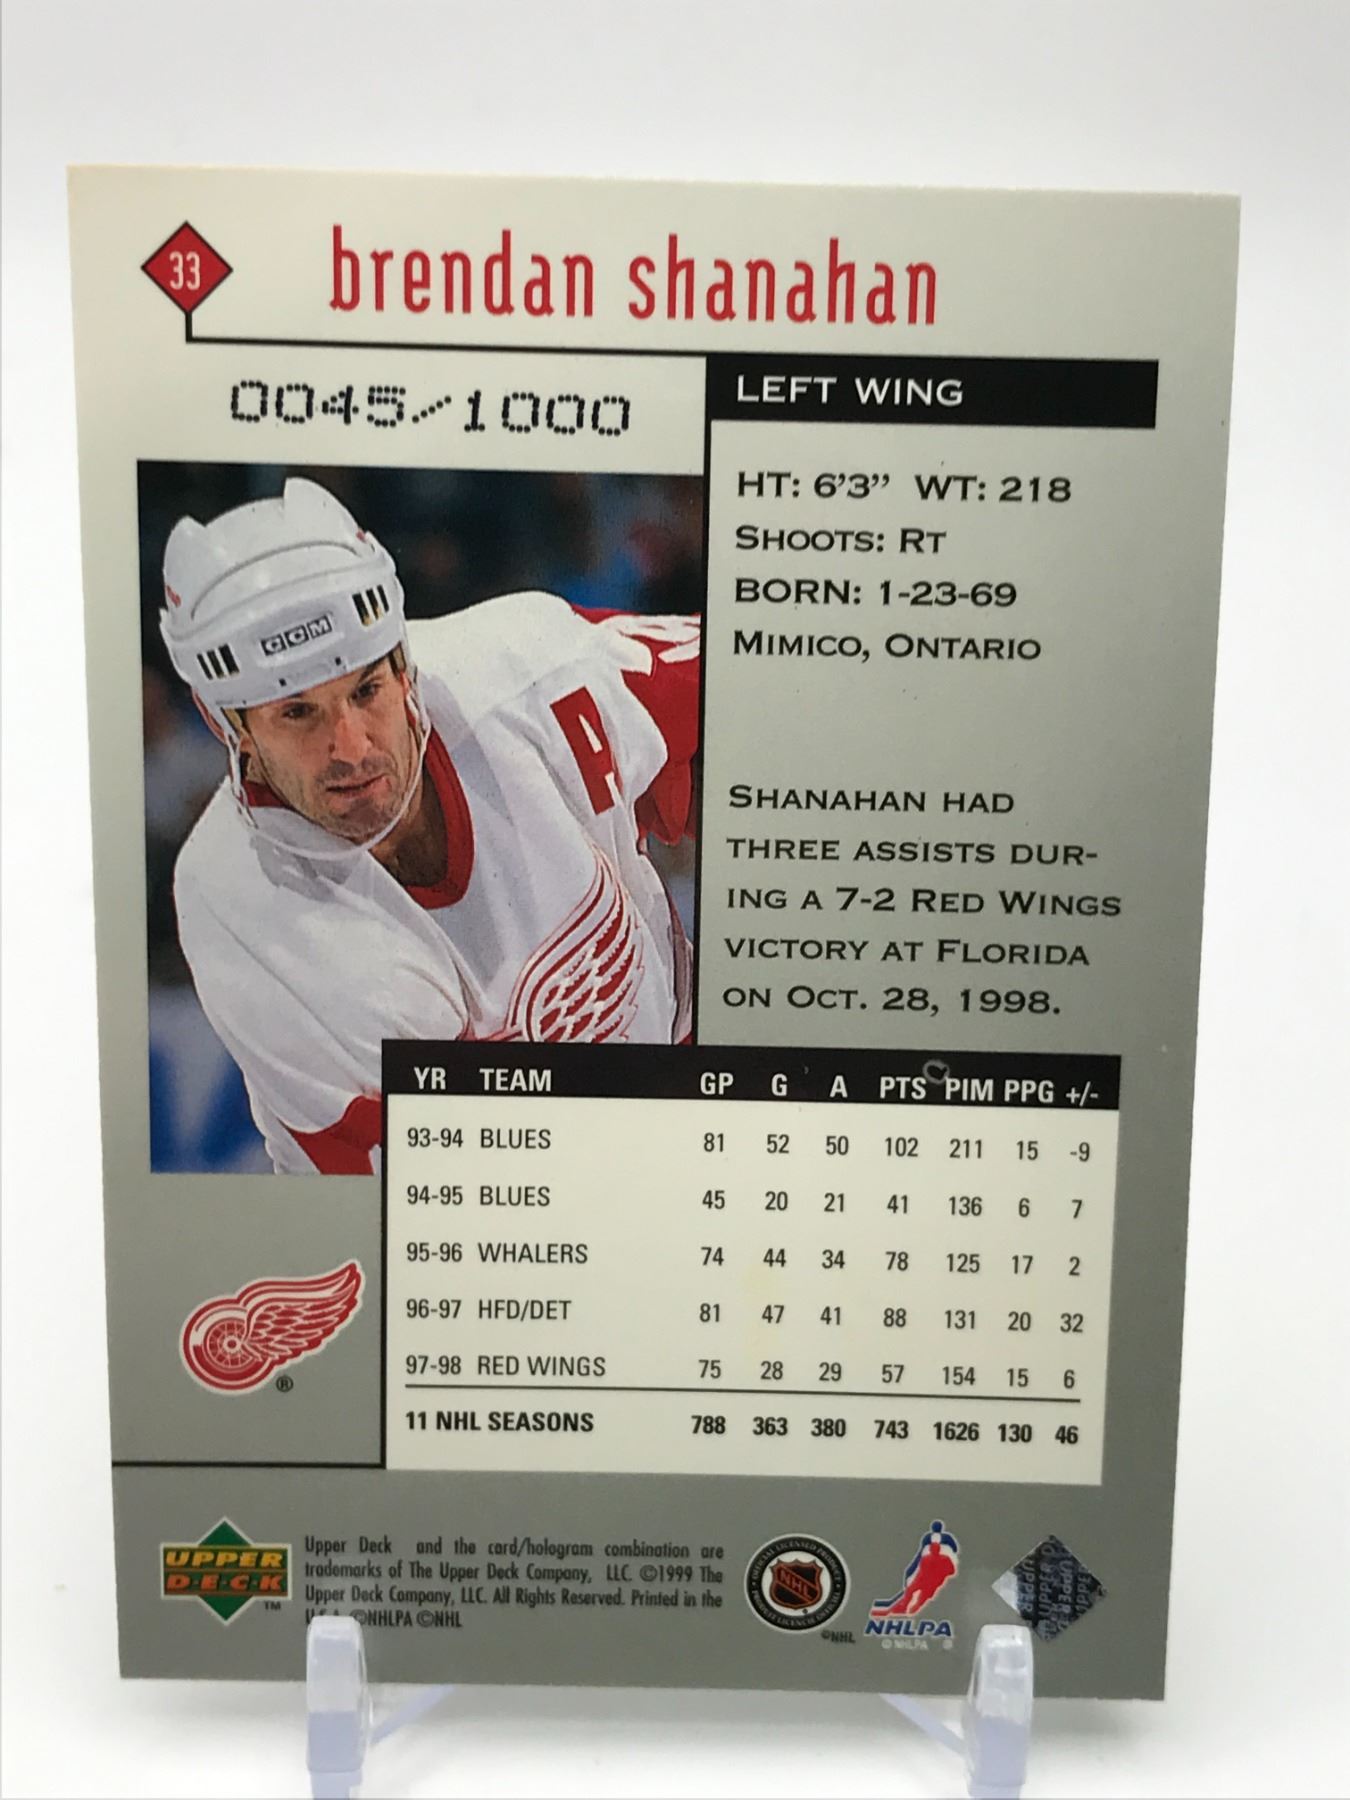 33
brendan shanahan
0045/1000
LEFT WING
HT: 6'3” WT: 218
SHOOTS: RT
BORN: 1-23-69
MIMICO, ONTARIO
CCM
A
SHANAHAN HAD
THREE ASSISTS DUR-
ING A 7-2 RED WINGS
VICTORY AT FLORIDA
ON OCT. 28, 1998.
YR TEAM GP G A PTS PIM PPG +/-
93-94 BLUES 81 52 50 102 211 15 -9
94-95 BLUES 45 20 21 41 136 6 7
95-96 WHALERS 74 44 34 78 125 17 2
96-97 HFD/DET 81 47 41 88 131 20 32
97-98 RED WINGS 75 28 29 57 154 15 6
11 NHL SEASONS 788 363 380 743 1626 130 46
®
UPPER
D·E·C·K
™
Upper Deck and the card/hologram combination are
trademarks of The Upper Deck Company, LLC. ©1999 The
Upper Deck Company, LLC. All Rights Reserved. Printed in the
©NHLPA ©NHL
NHL
©NHL
NHLPA
© NHLPA ®